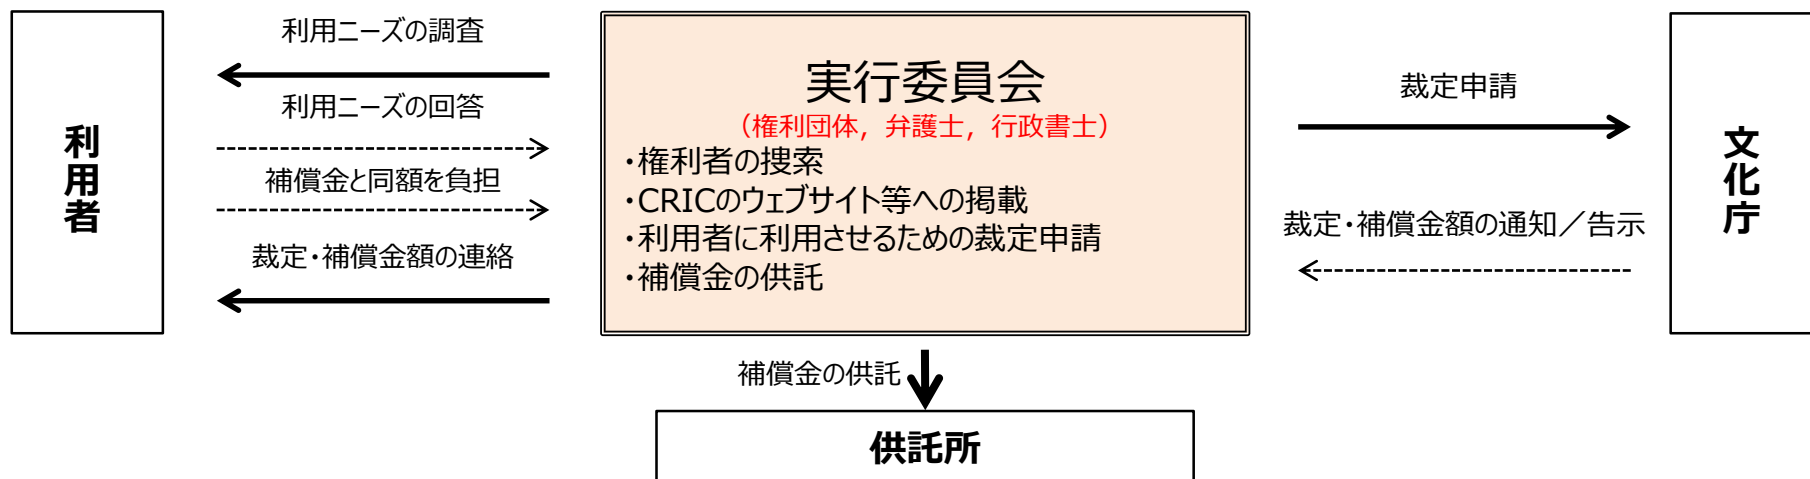 利用者
利用ニーズの調査
利用ニーズの回答
補償金と同額を負担
裁定・補償金額の連絡
実行委員会
（権利団体，弁護士，行政書士）
・権利者の捜索
・CRICのウェブサイト等への掲載
・利用者に利用させるための裁定申請
・補償金の供託
裁定申請
裁定・補償金額の通知／告示
文化庁
補償金の供託
供託所